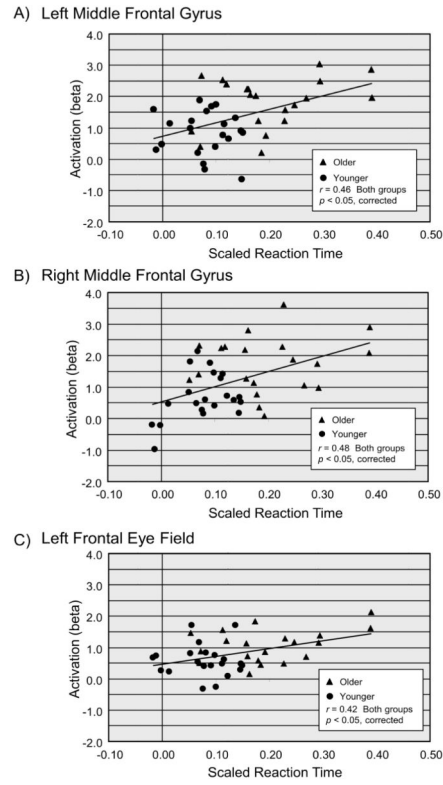 A) Left Middle Frontal Gyrus
4.0
3.0
2.0
1.0
0.0
-1.0
-2.0
Activation (beta)
Older
Younger
r = 0.46 Both groups
p < 0.05, corrected
-0.10 0.00 0.10 0.20 0.30 0.40 0.50
Scaled Reaction Time
B) Right Middle Frontal Gyrus
4.0
3.0
2.0
1.0
0.0
-1.0
-2.0
Activation (beta)
Older
Younger
r = 0.48 Both groups
p < 0.05, corrected
-0.10 0.00 0.10 0.20 0.30 0.40 0.50
Scaled Reaction Time
C) Left Frontal Eye Field
4.0
3.0
2.0
1.0
0.0
-1.0
-2.0
Activation (beta)
Older
Younger
r = 0.42 Both groups
p < 0.05, corrected
-0.10 0.00 0.10 0.20 0.30 0.40 0.50
Scaled Reaction Time